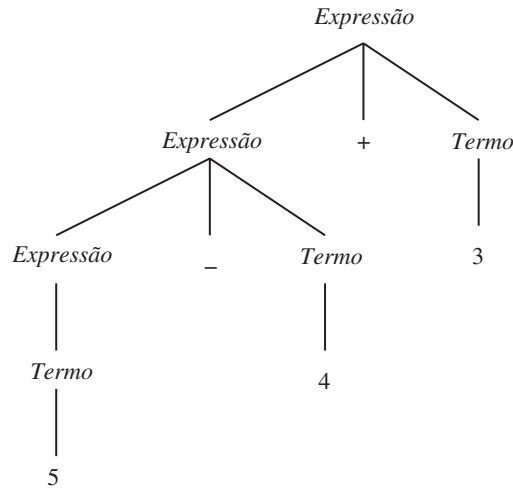 Expressão
Expressão + Termo
Expressão – Termo 3
Termo 4
5